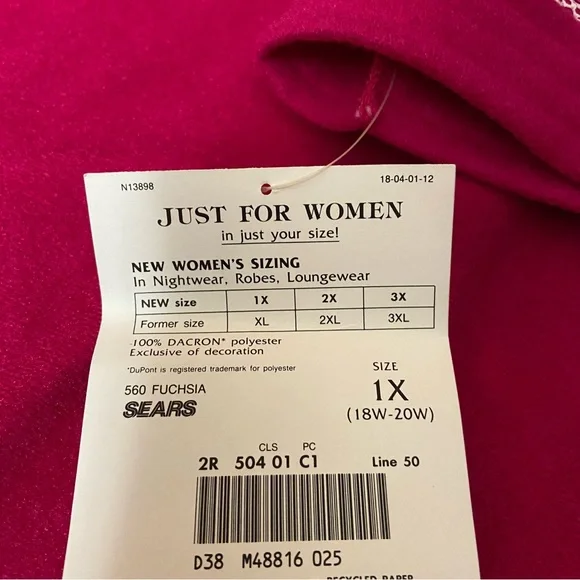 N13898 18-04-01-12
JUST FOR WOMEN
in just your size!
NEW WOMEN'S SIZING
In Nightwear, Robes, Loungewear
NEW size 1X 2X 3X
Former size XL 2XL 3XL
100% DACRON* polyester
Exclusive of decoration
*DuPont is registered trademark for polyester
SIZE
560 FUCHSIA 1X
SEARS (18W-20W)
CLS PC
2R 504 01 C1 Line 50
D38 M48816 025
RECYCLED PAPER